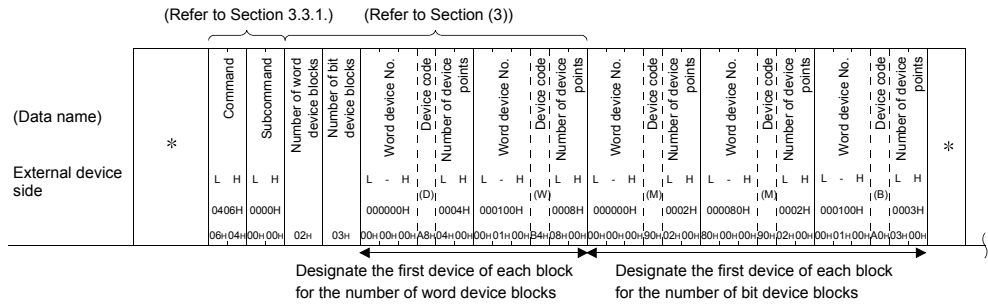 (Refer to Section 3.3.1.) (Refer to Section (3))
(Data name)
External device side
*
Command
Subcommand
Number of word device blocks
Number of bit device blocks
Word device No.
Device code
Number of device points
Word device No.
Device code
Number of device points
Word device No.
Device code
Number of device points
Word device No.
Device code
Number of device points
Word device No.
Device code
Number of device points
*
L H L H L - H L H L - H L H L - H L H L - H L H L - H L H
(D) (W) (M) (M) (B)
0406H 0000H 000000H 0004H 000100H 0008H 000000H 0002H 000080H 0002H 000100H 0003H
06H 04H 00H 00H 02H 03H 00H 00H 00H A8H 04H 00H 00H 01H 00H B4H 08H 00H 00H 00H 00H 90H 02H 00H 80H 00H 00H 90H 02H 00H 00H 01H 00H A0H 03H 00H
Designate the first device of each block
for the number of word device blocks
Designate the first device of each block
for the number of bit device blocks